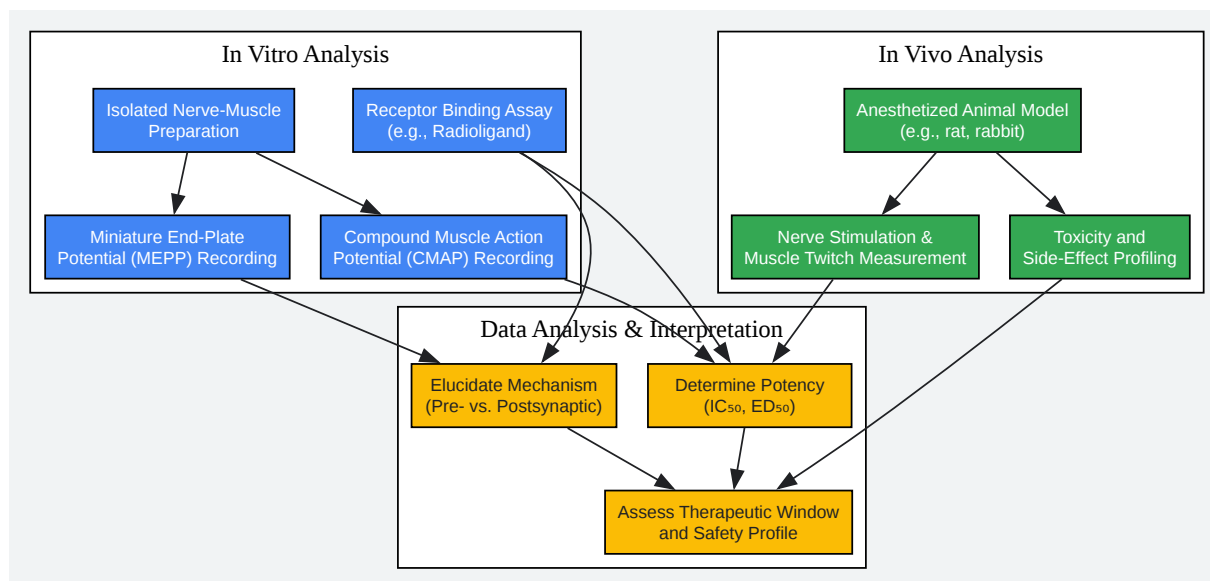 In Vitro Analysis
Isolated Nerve-Muscle
Preparation
Receptor Binding Assay
(e.g., Radioligand)
Miniature End-Plate
Potential (MEPP) Recording
Compound Muscle Action
Potential (CMAP) Recording
In Vivo Analysis
Anesthetized Animal Model
(e.g., rat, rabbit)
Nerve Stimulation &
Muscle Twitch Measurement
Toxicity and
Side-Effect Profiling
Data Analysis & Interpretation
Elucidate Mechanism
(Pre- vs. Postsynaptic)
Determine Potency
(IC₅₀, ED₅₀)
Assess Therapeutic Window
and Safety Profile